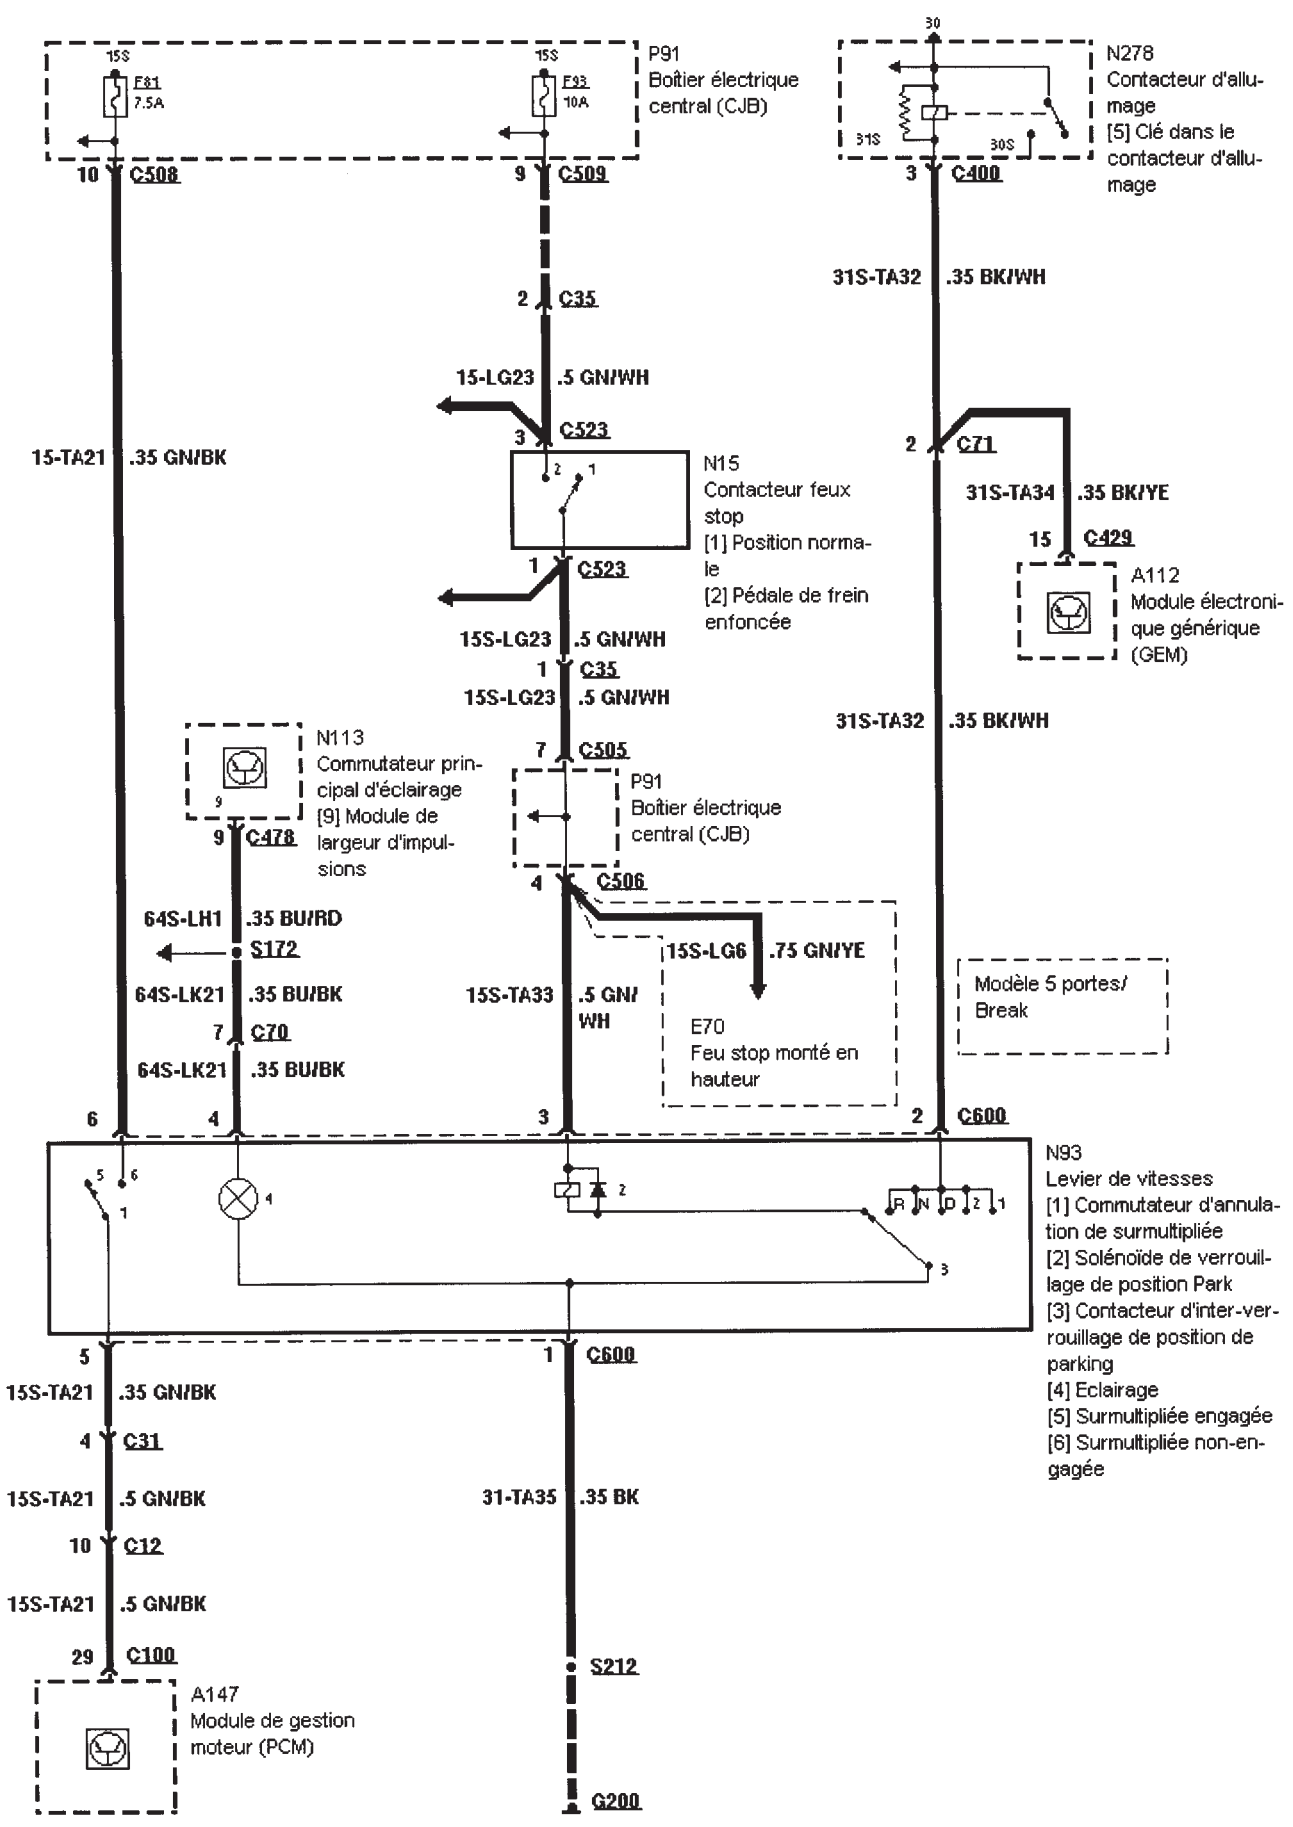 30
15S
F81
7.5A
15S
F93
10A
P91
Boîtier électrique
central (CJB)
31S
30S
N278
Contacteur d'allu-
mage
[5] Clé dans le
contacteur d'allu-
mage
10 C508
9 C509
3 C400
31S-TA32 .35 BK/WH
2 C35
15-LG23 .5 GN/WH
3 C523
2 C71
15-TA21 .35 GN/BK
2 1
N15
Contacteur feux
stop
[1] Position norma-
le
[2] Pédale de frein
enfoncée
31S-TA34 .35 BK/YE
15 C429
A112
Module électroni-
que générique
(GEM)
1 C523
15S-LG23 .5 GN/WH
1 C35
15S-LG23 .5 GN/WH
31S-TA32 .35 BK/WH
7 C505
9
N113
Commutateur prin-
cipal d'éclairage
[9] Module de
largeur d'impul-
sions
P91
Boîtier électrique
central (CJB)
9 C478
4 C506
64S-LH1 .35 BU/RD
S172
15S-LG6 .75 GN/YE
64S-LK21 .35 BU/BK
15S-TA33 .5 GN/
WH
Modèle 5 portes/
Break
7 C70
E70
Feu stop monté en
hauteur
64S-LK21 .35 BU/BK
6
4
3
2 C600
5 6
1
4
2
R N D 2 1
3
N93
Levier de vitesses
[1] Commutateur d'annula-
tion de surmultipliée
[2] Solénoïde de verrouil-
lage de position Park
[3] Contacteur d'inter-ver-
rouillage de position de
parking
[4] Eclairage
[5] Surmultipliée engagée
[6] Surmultipliée non-en-
gagée
5
1 C600
15S-TA21 .35 GN/BK
4 C31
15S-TA21 .5 GN/BK
31-TA35 .35 BK
10 C12
15S-TA21 .5 GN/BK
29 C100
S212
A147
Module de gestion
moteur (PCM)
G200